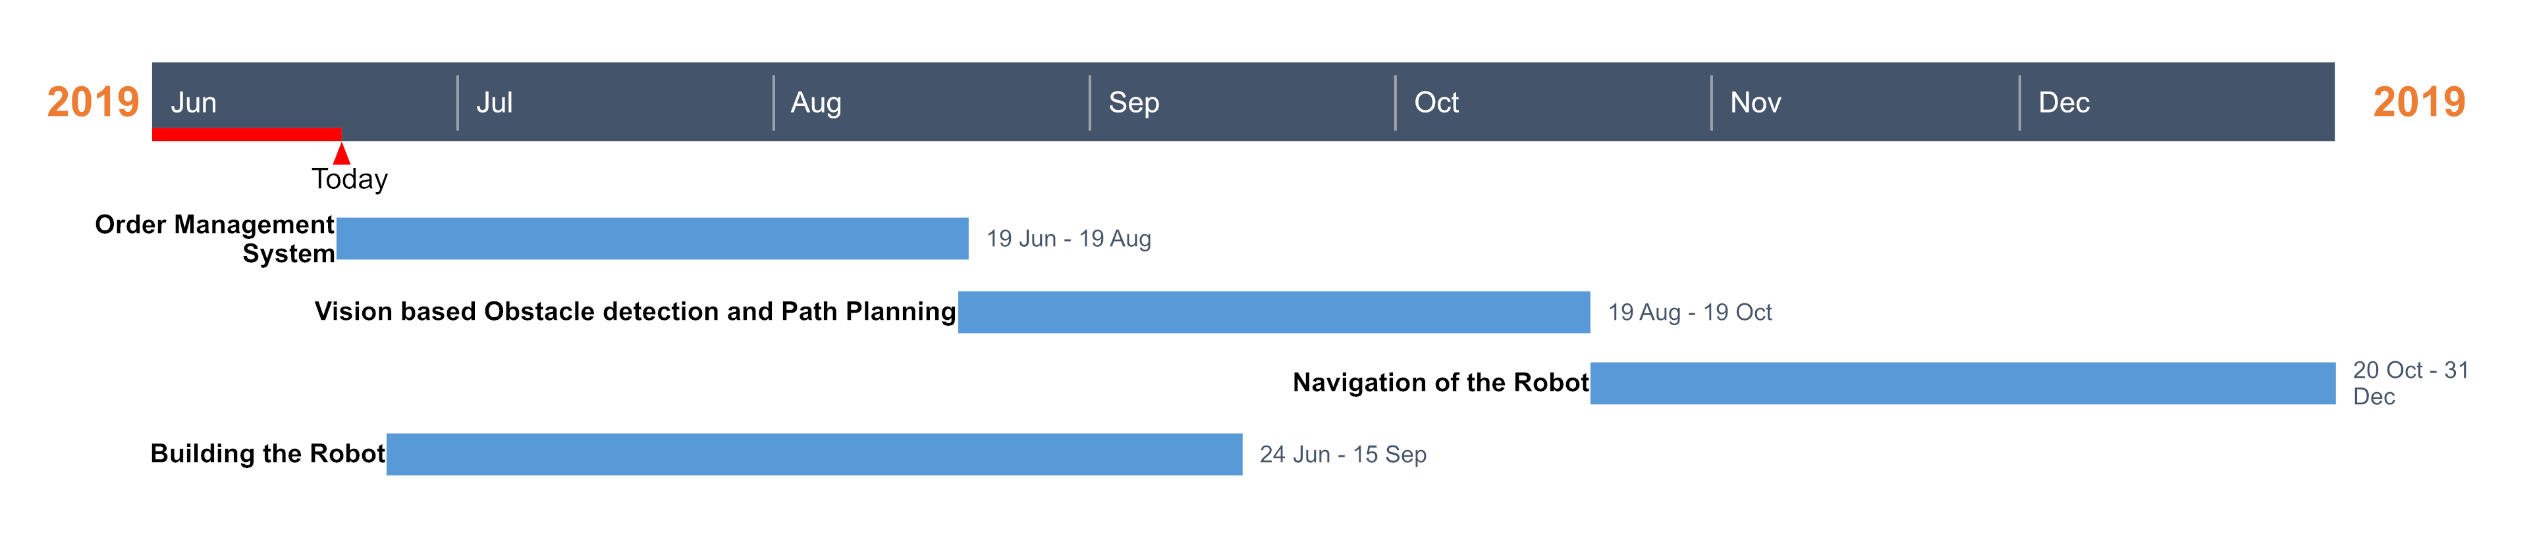 2019 Jun Jul Aug Sep Oct Nov Dec 2019
Today
Order Management
System
19 Jun - 19 Aug
Vision based Obstacle detection and Path Planning
19 Aug - 19 Oct
Navigation of the Robot
20 Oct - 31
Dec
Building the Robot
24 Jun - 15 Sep